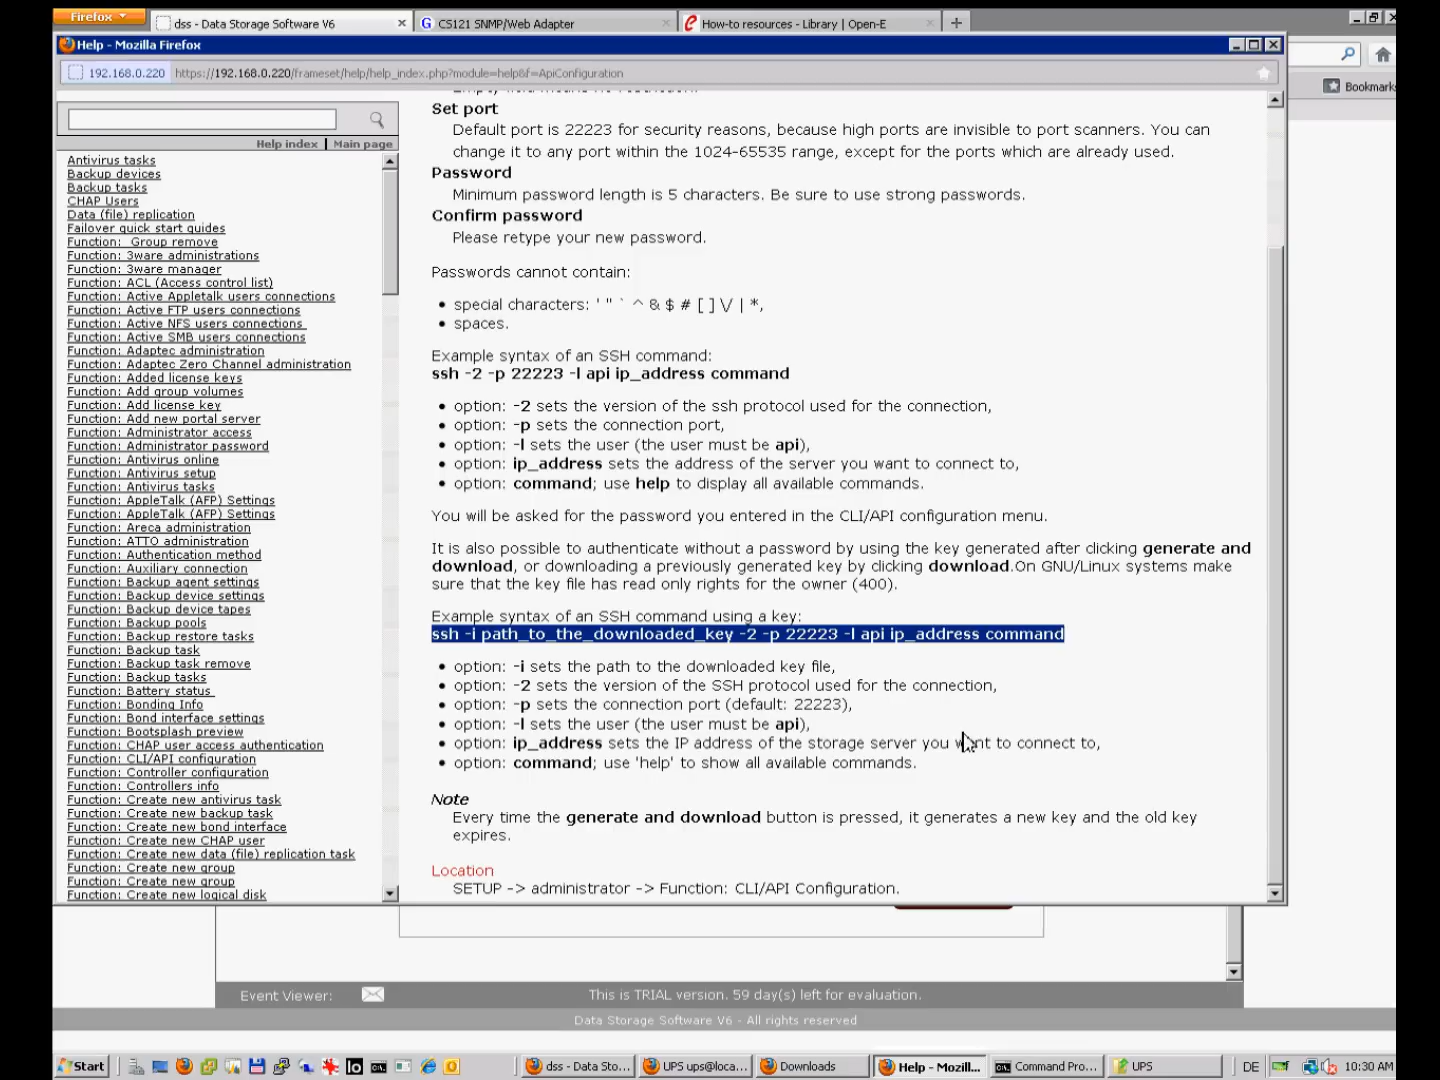 Firefox
dss - Data Storage Software V6
CS121 SNMP/Web Adapter
How-to resources - Library | Open-E
Help - Mozilla Firefox
192.168.0.220
https://192.168.0.220/frameset/help/help_index.php?module=help&f=ApiConfiguration
Bookmark
Help index | Main page
Antivirus tasks
Backup devices
Backup tasks
CHAP Users
Data (file) replication
Failover quick start guides
Function: Group remove
Function: 3ware administrations
Function: 3ware manager
Function: ACL (Access control list)
Function: Active Appletalk users connections
Function: Active FTP users connections
Function: Active NFS users connections
Function: Active SMB users connections
Function: Adaptec administration
Function: Adaptec Zero Channel administration
Function: Added license keys
Function: Add group volumes
Function: Add license key
Function: Add new portal server
Function: Administrator access
Function: Administrator password
Function: Antivirus online
Function: Antivirus setup
Function: Antivirus tasks
Function: AppleTalk (AFP) Settings
Function: AppleTalk (AFP) Settings
Function: Areca administration
Function: ATTO administration
Function: Authentication method
Function: Auxiliary connection
Function: Backup agent settings
Function: Backup device settings
Function: Backup device tapes
Function: Backup pools
Function: Backup restore tasks
Function: Backup task
Function: Backup task remove
Function: Backup tasks
Function: Battery status
Function: Bonding Info
Function: Bond interface settings
Function: Bootsplash preview
Function: CHAP user access authentication
Function: CLI/API configuration
Function: Controller configuration
Function: Controllers info
Function: Create new antivirus task
Function: Create new backup task
Function: Create new bond interface
Function: Create new CHAP user
Function: Create new data (file) replication task
Function: Create new group
Function: Create new group
Function: Create new logical disk
Set port
Default port is 22223 for security reasons, because high ports are invisible to port scanners. You can
change it to any port within the 1024-65535 range, except for the ports which are already used.
Password
Minimum password length is 5 characters. Be sure to use strong passwords.
Confirm password
Please retype your new password.
Passwords cannot contain:
• special characters: ' " ` ^ & $ # [ ] \/ | *,
• spaces.
Example syntax of an SSH command:
ssh -2 -p 22223 -l api ip_address command
• option: -2 sets the version of the ssh protocol used for the connection,
• option: -p sets the connection port,
• option: -l sets the user (the user must be api),
• option: ip_address sets the address of the server you want to connect to,
• option: command; use help to display all available commands.
You will be asked for the password you entered in the CLI/API configuration menu.
It is also possible to authenticate without a password by using the key generated after clicking generate and
download, or downloading a previously generated key by clicking download.On GNU/Linux systems make
sure that the key file has read only rights for the owner (400).
Example syntax of an SSH command using a key:
ssh -i path_to_the_downloaded_key -2 -p 22223 -l api ip_address command
• option: -i sets the path to the downloaded key file,
• option: -2 sets the version of the SSH protocol used for the connection,
• option: -p sets the connection port (default: 22223),
• option: -l sets the user (the user must be api),
• option: ip_address sets the IP address of the storage server you want to connect to,
• option: command; use 'help' to show all available commands.
Note
Every time the generate and download button is pressed, it generates a new key and the old key
expires.
Location
SETUP -> administrator -> Function: CLI/API Configuration.
Event Viewer:
This is TRIAL version. 59 day(s) left for evaluation.
Data Storage Software V6 - All rights reserved
Start
dss - Data Sto...
UPS ups@loca...
Downloads
Help - Mozill...
Command Pro...
UPS
DE
10:30 AM